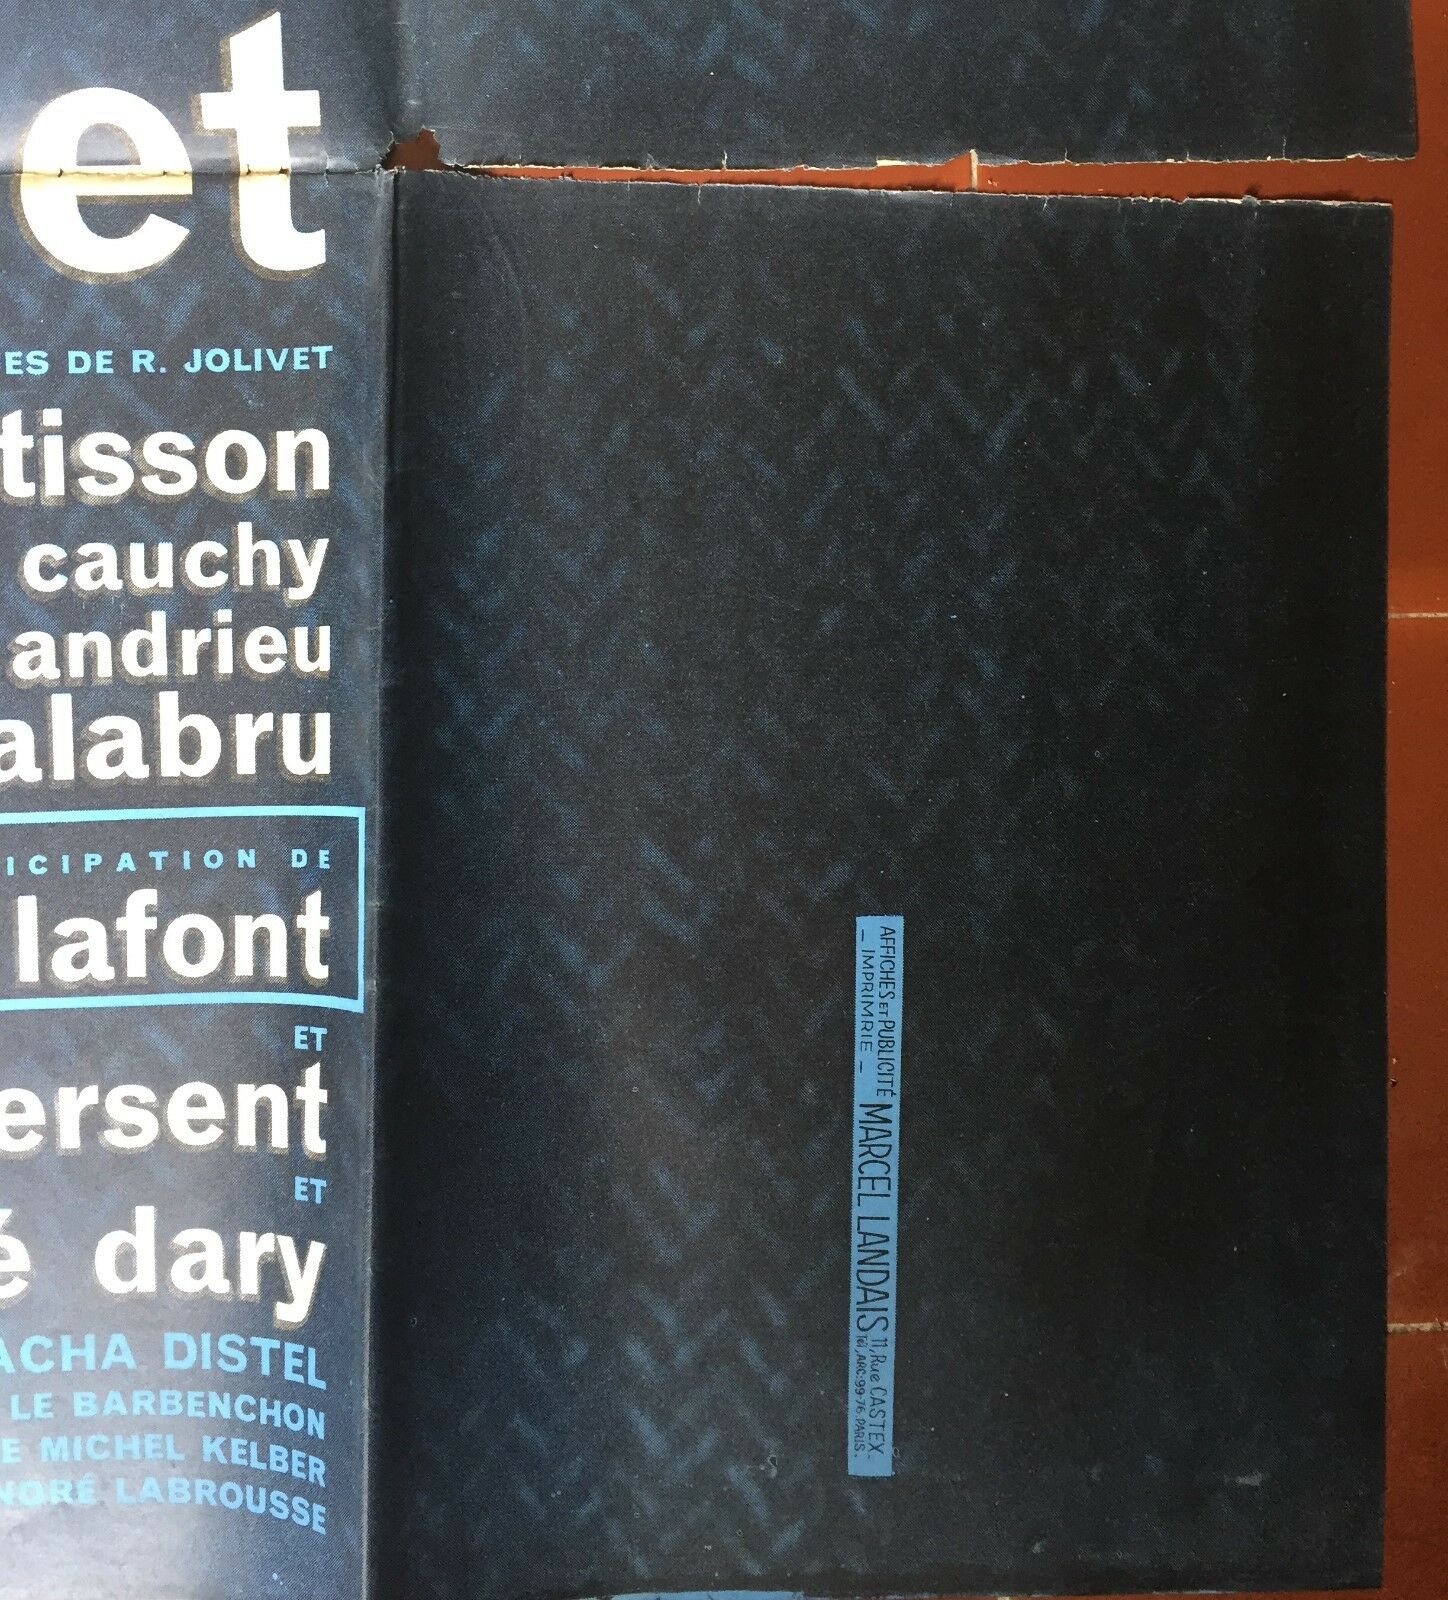 et
ES DE R. JOLIVET
tisson
cauchy
andrieu
alabru
ICIPATION DE
lafont
ET
ersent
ET
é dary
ACHA DISTEL
LE BARBENCHON
E MICHEL KELBER
NORÉ LABROUSSE
AFFICHES ET PUBLICITÉ
_ IMPRIMRIE _
MARCEL LANDAIS
11, Rue CASTEX-
Tél, ARC: 99-76. PARIS.